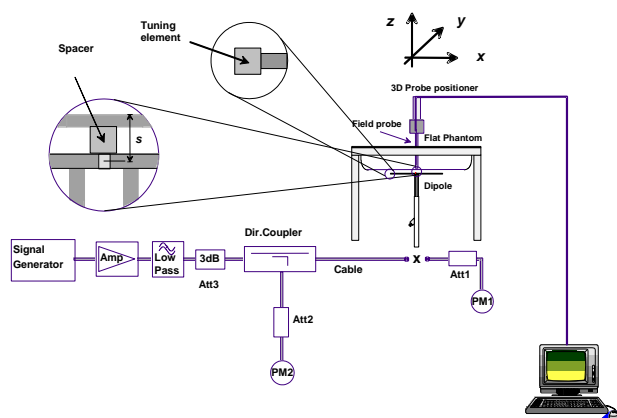 Tuning
element
Spacer
s
z
y
x
3D Probe positioner
Field probe
Flat Phantom
Dipole
Signal
Generator
Amp
Low
Pass
3dB
Att3
Dir.Coupler
Cable
x
Att1
PM1
Att2
PM2